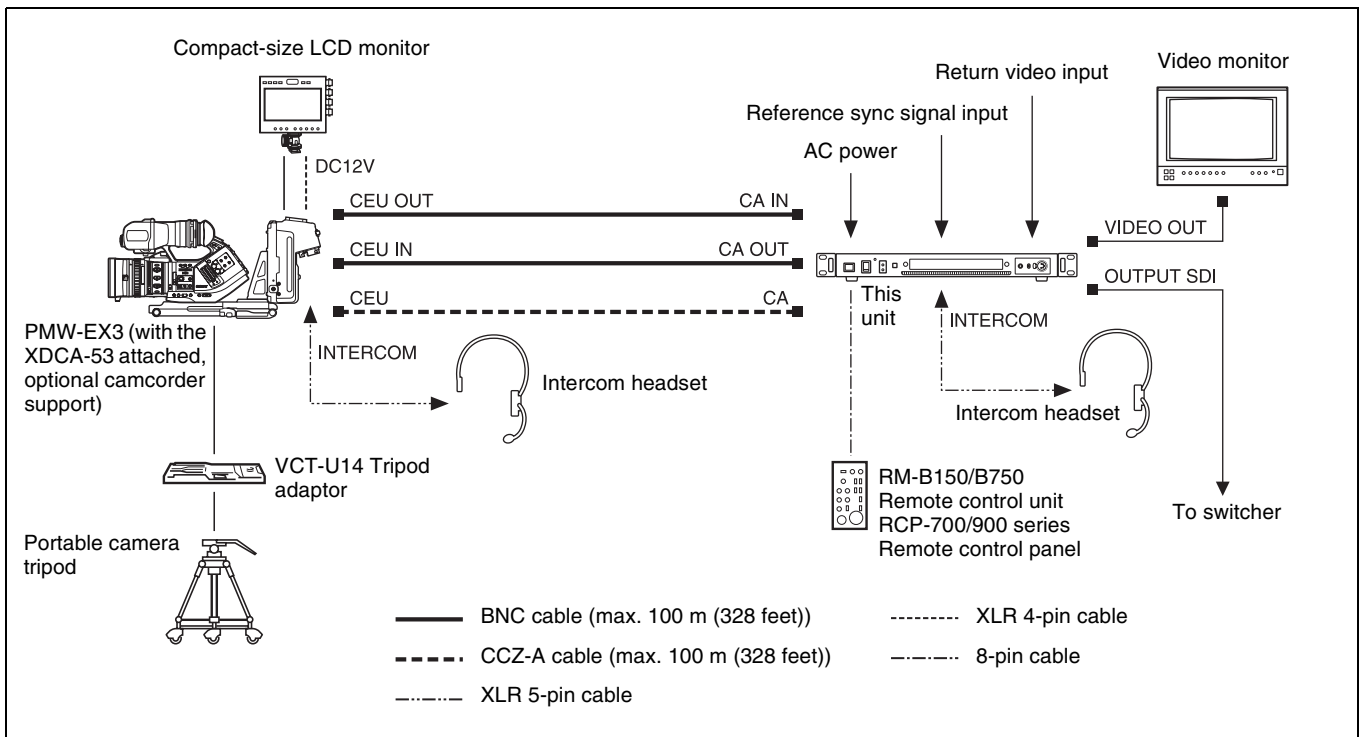 Compact-size LCD monitor
Return video input
Video monitor
Reference sync signal input
AC power
DC12V
CEU OUT
CA IN
CEU IN
CA OUT
CEU
CA
VIDEO OUT
OUTPUT SDI
This
unit
INTERCOM
INTERCOM
PMW-EX3 (with the
XDCA-53 attached,
optional camcorder
support)
Intercom headset
Intercom headset
VCT-U14 Tripod
adaptor
RM-B150/B750
Remote control unit
RCP-700/900 series
Remote control panel
To switcher
Portable camera
tripod
BNC cable (max. 100 m (328 feet))
XLR 4-pin cable
CCZ-A cable (max. 100 m (328 feet))
8-pin cable
XLR 5-pin cable